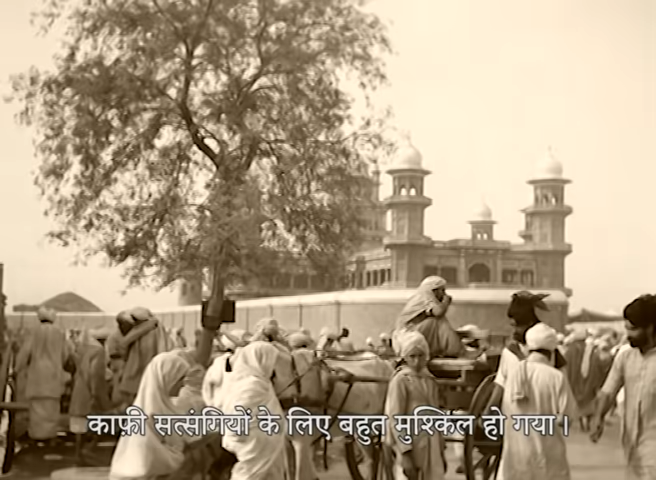 काफ़ी सत्संगियों के लिए बहुत मुश्किल हो गया।